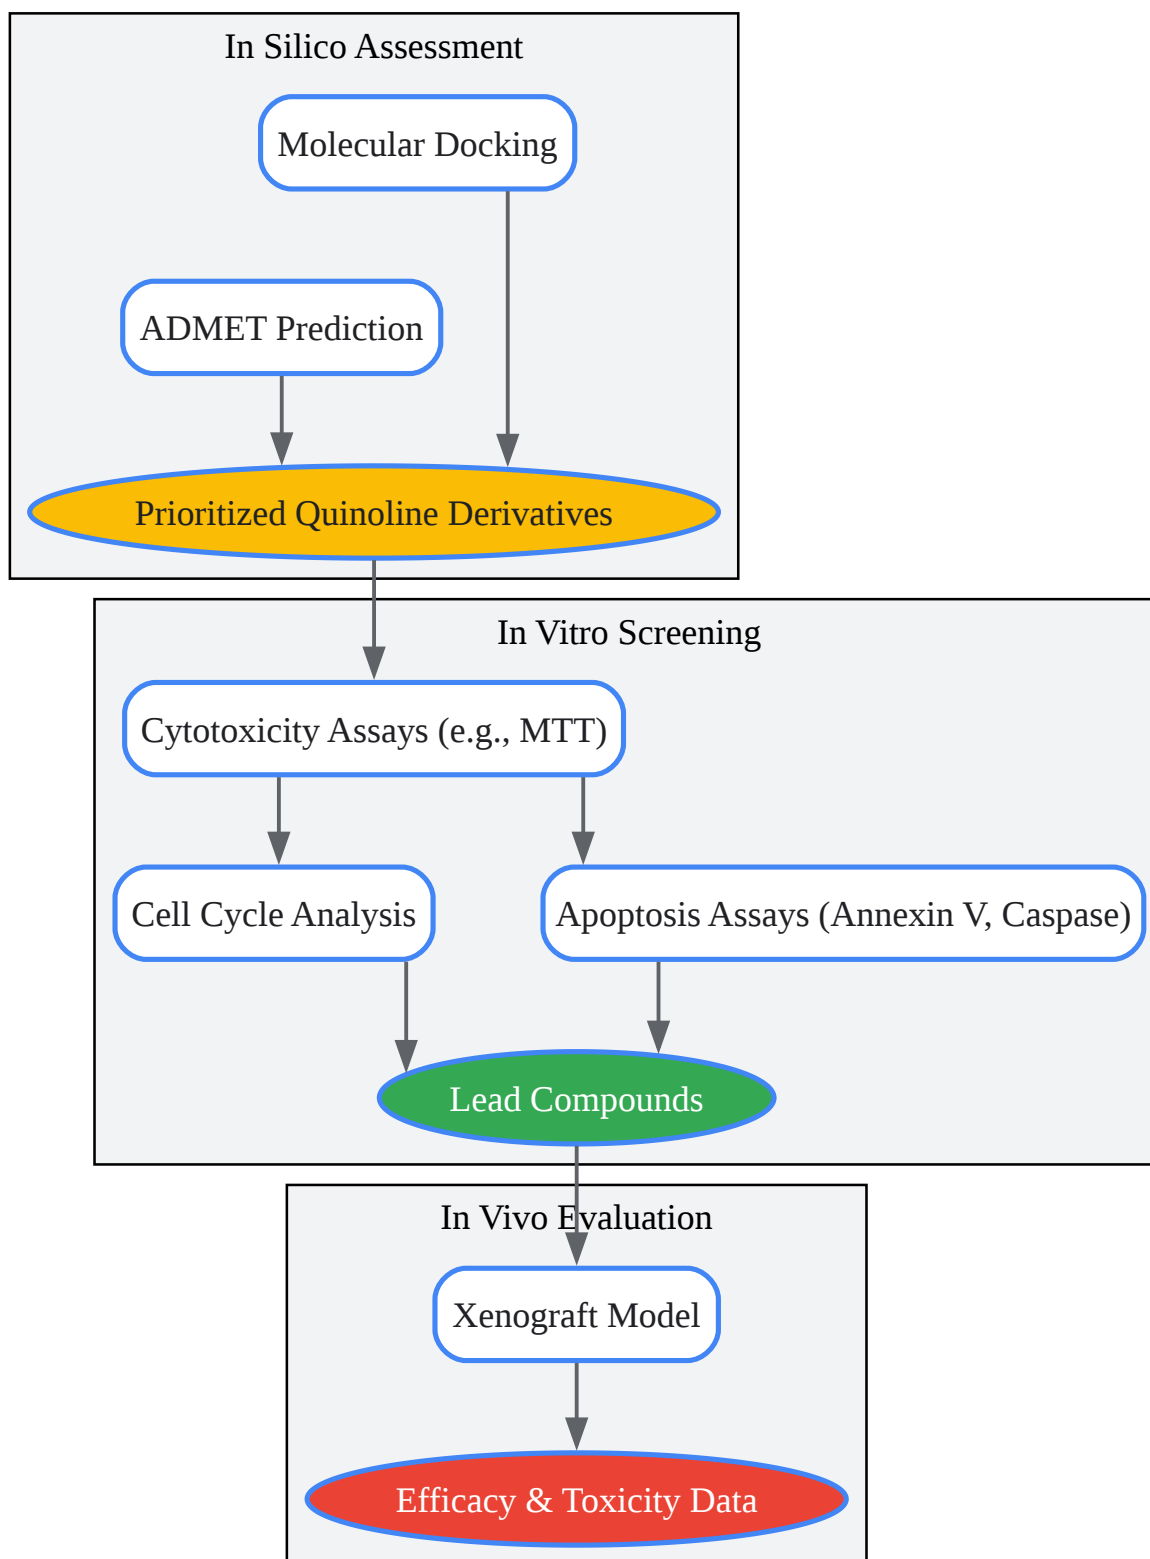 In Silico Assessment
Molecular Docking
ADMET Prediction
Prioritized Quinoline Derivatives
In Vitro Screening
Cytotoxicity Assays (e.g., MTT)
Cell Cycle Analysis
Apoptosis Assays (Annexin V, Caspase)
Lead Compounds
In Vivo Evaluation
Xenograft Model
Efficacy & Toxicity Data